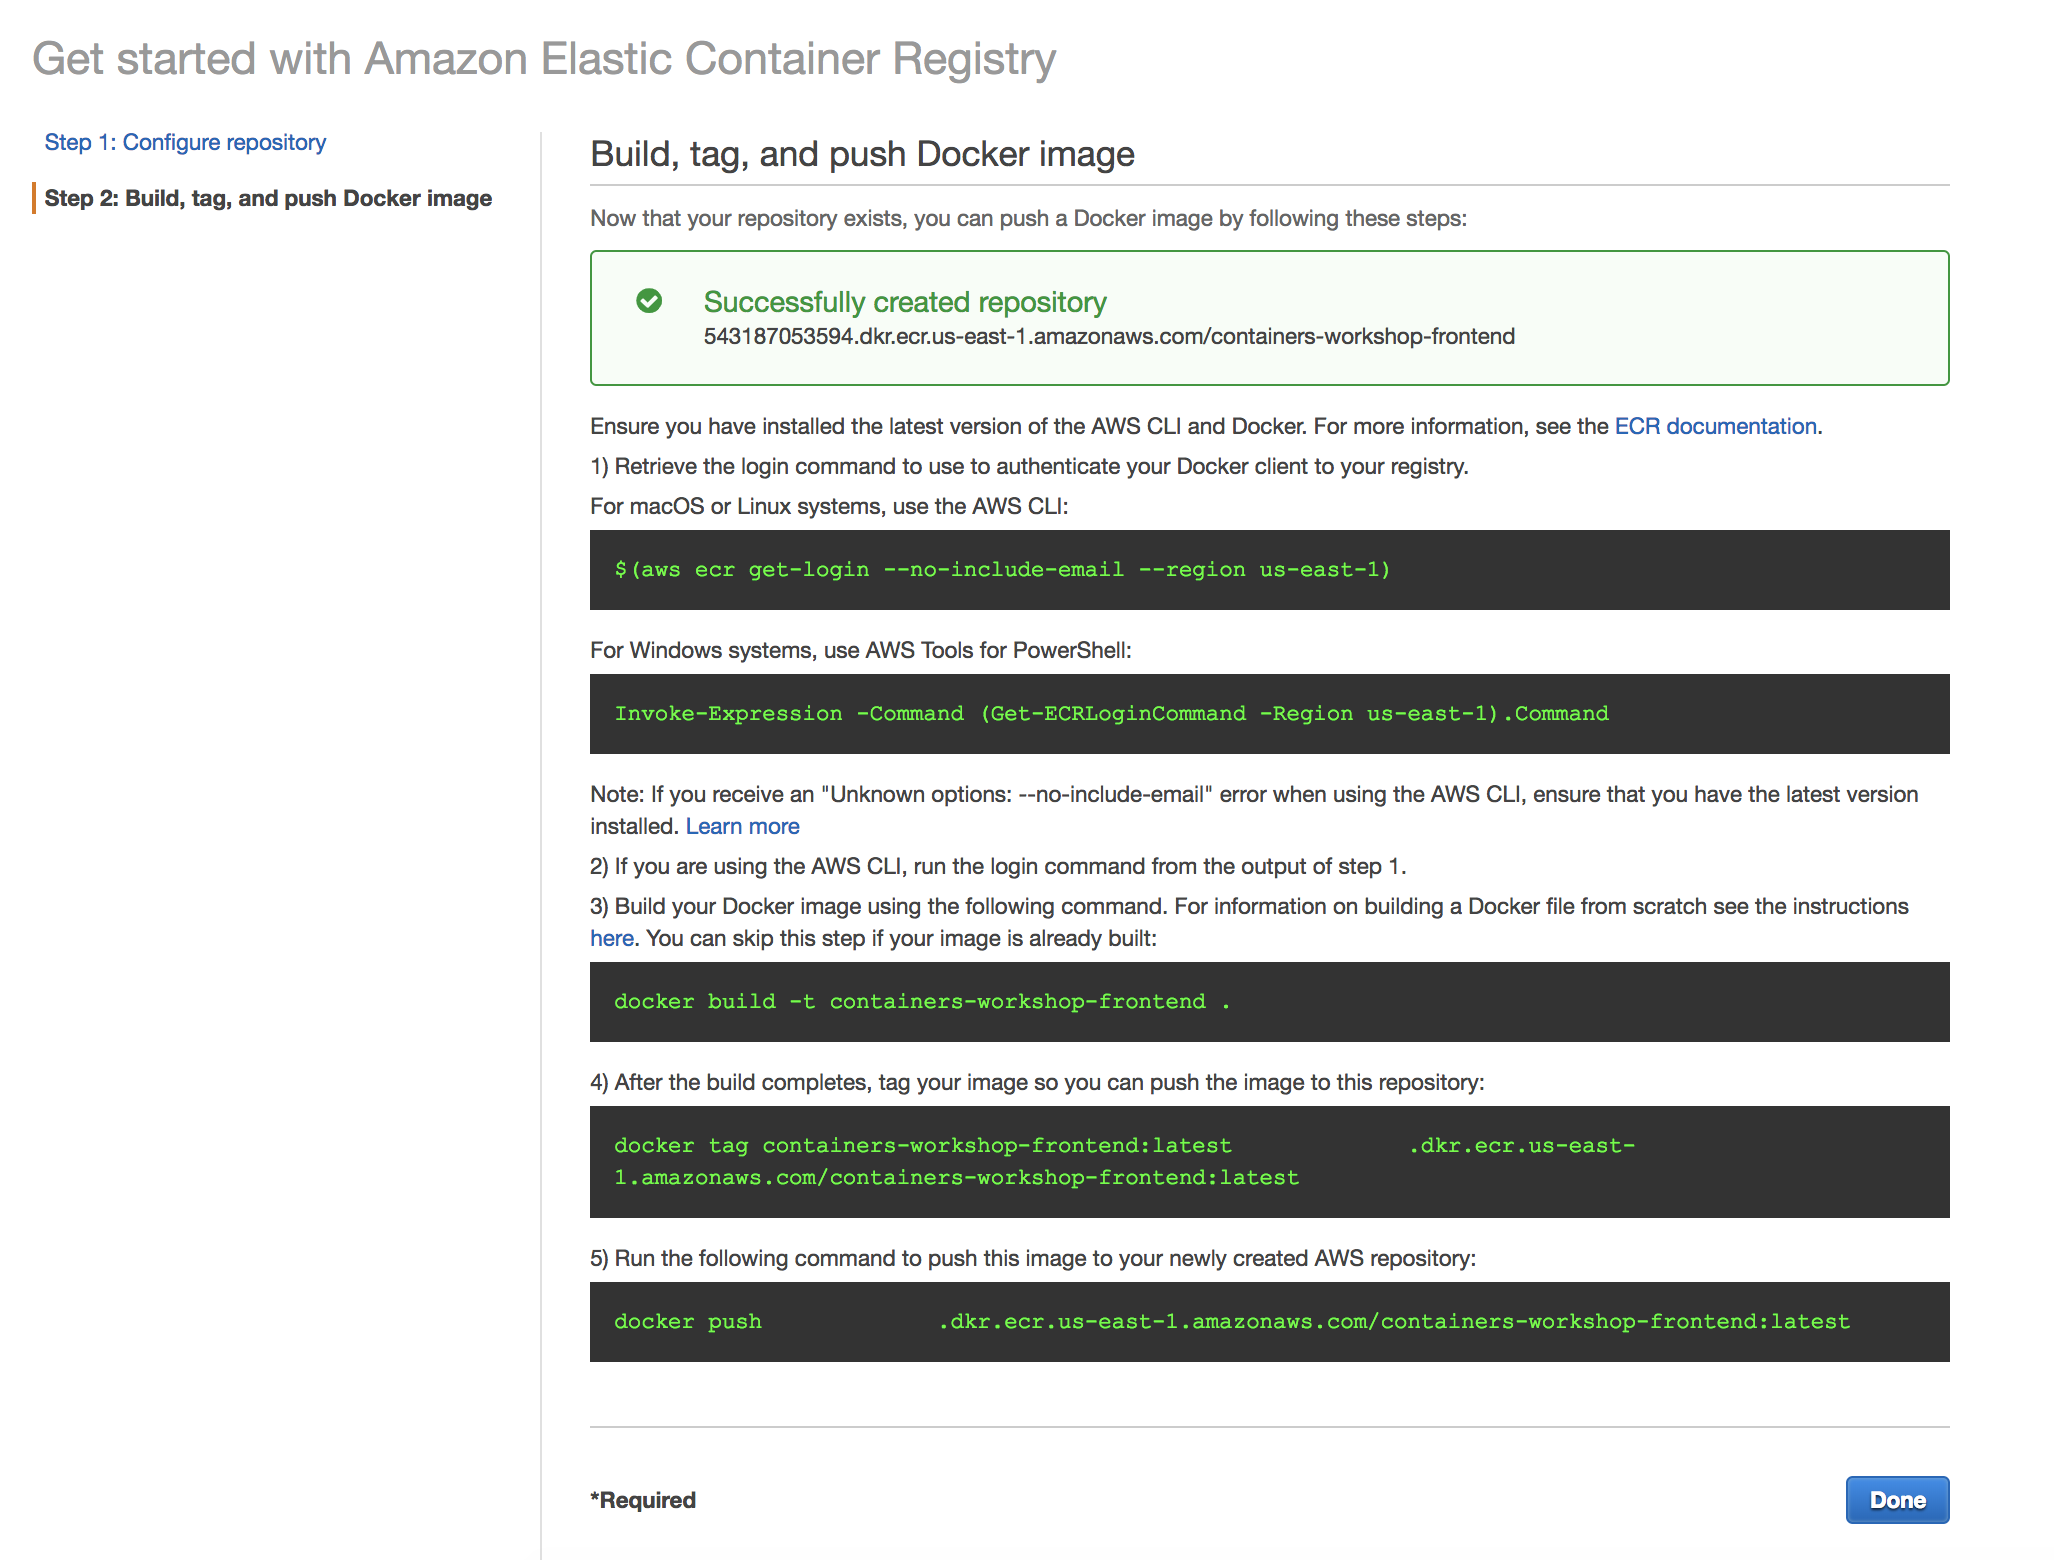 Get started with Amazon Elastic Container Registry
Step 1: Configure repository
Step 2: Build, tag, and push Docker image
Build, tag, and push Docker image
Now that your repository exists, you can push a Docker image by following these steps:
Successfully created repository
543187053594.dkr.ecr.us-east-1.amazonaws.com/containers-workshop-frontend
Ensure you have installed the latest version of the AWS CLI and Docker. For more information, see the ECR documentation.
1) Retrieve the login command to use to authenticate your Docker client to your registry.
For macOS or Linux systems, use the AWS CLI:
$(aws ecr get-login --no-include-email --region us-east-1)
For Windows systems, use AWS Tools for PowerShell:
Invoke-Expression -Command (Get-ECRLoginCommand -Region us-east-1).Command
Note: If you receive an "Unknown options: --no-include-email" error when using the AWS CLI, ensure that you have the latest version
installed. Learn more
2) If you are using the AWS CLI, run the login command from the output of step 1.
3) Build your Docker image using the following command. For information on building a Docker file from scratch see the instructions
here. You can skip this step if your image is already built:
docker build -t containers-workshop-frontend .
4) After the build completes, tag your image so you can push the image to this repository:
docker tag containers-workshop-frontend:latest .dkr.ecr.us-east-
1.amazonaws.com/containers-workshop-frontend:latest
5) Run the following command to push this image to your newly created AWS repository:
docker push .dkr.ecr.us-east-1.amazonaws.com/containers-workshop-frontend:latest
*Required
Done